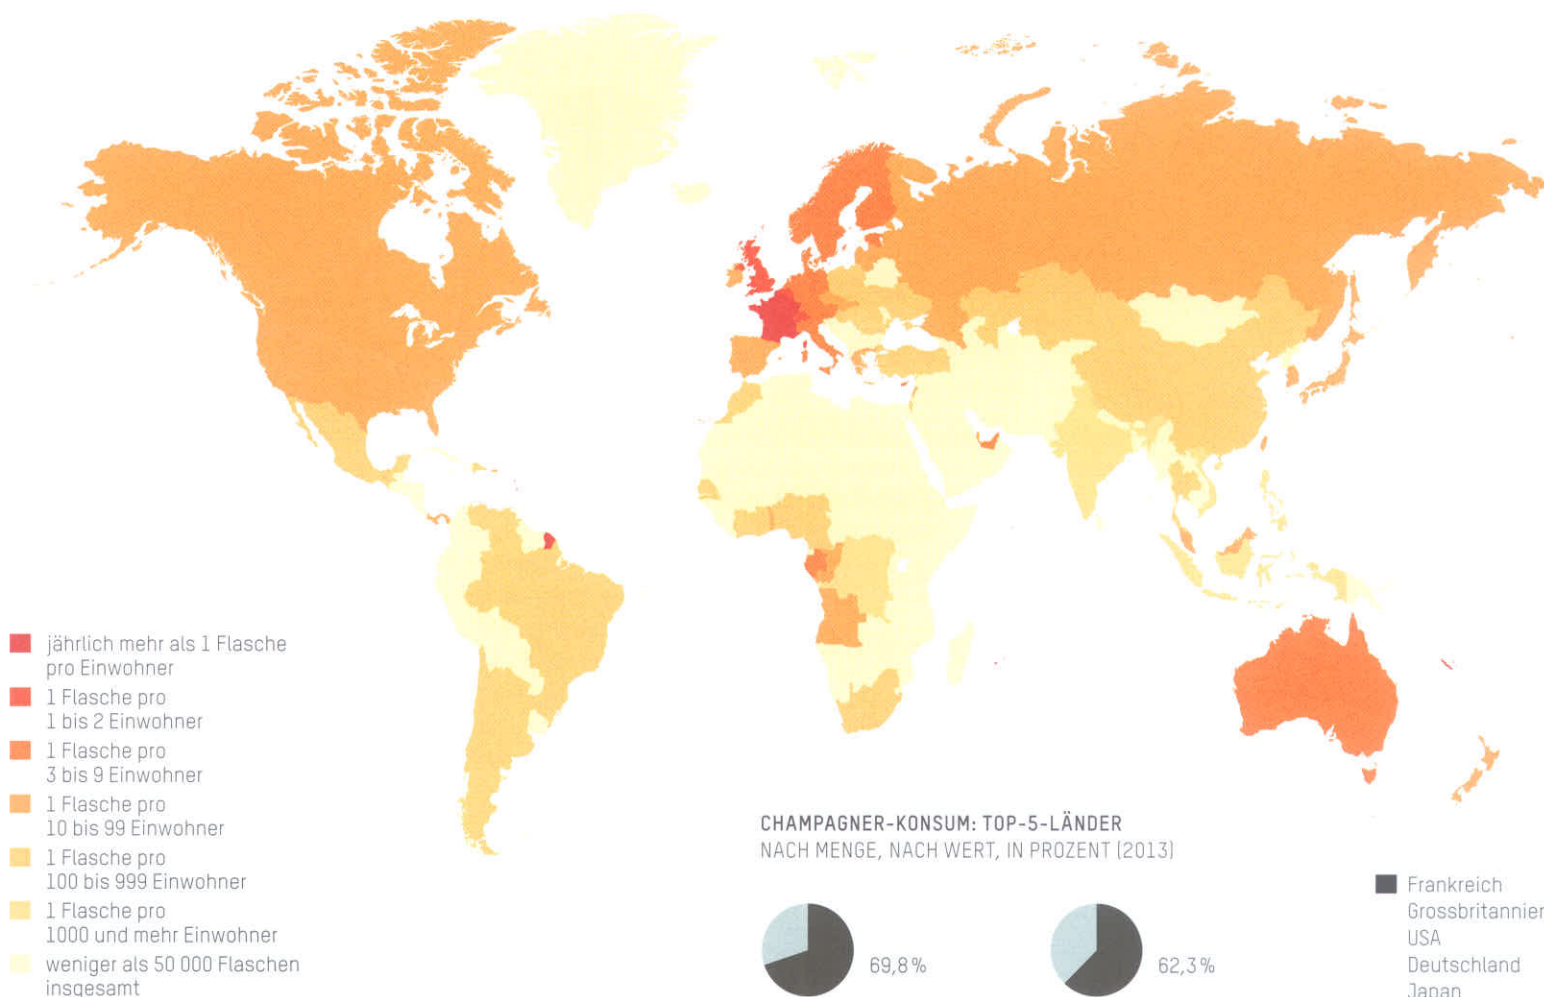 jährlich mehr als 1 Flasche
pro Einwohner
1 Flasche pro
1 bis 2 Einwohner
1 Flasche pro
3 bis 9 Einwohner
1 Flasche pro
10 bis 99 Einwohner
1 Flasche pro
100 bis 999 Einwohner
1 Flasche pro
1000 und mehr Einwohner
weniger als 50 000 Flaschen
insgesamt
CHAMPAGNER-KONSUM: TOP-5-LÄNDER
NACH MENGE, NACH WERT, IN PROZENT (2013)
69,8 %
62,3 %
Frankreich
Grossbritannien
USA
Deutschland
Japan